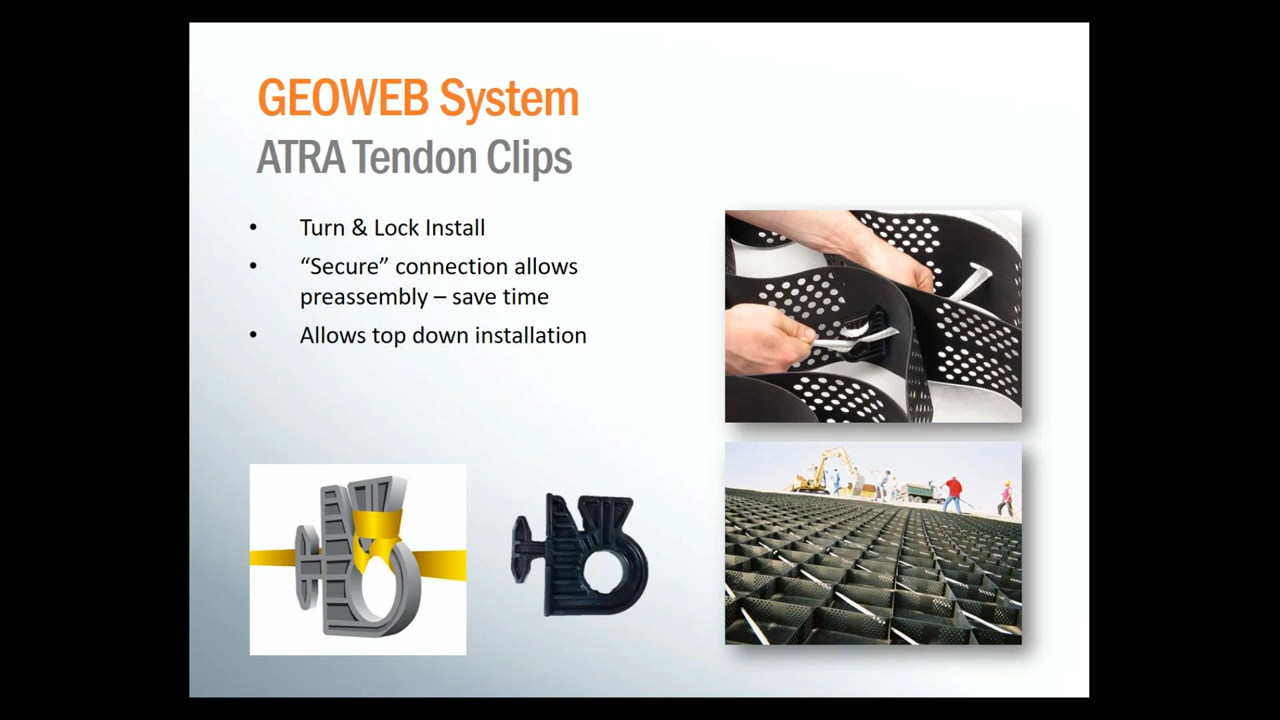 GEOWEB System
ATRA Tendon Clips
• Turn & Lock Install
• “Secure” connection allows
preassembly – save time
• Allows top down installation